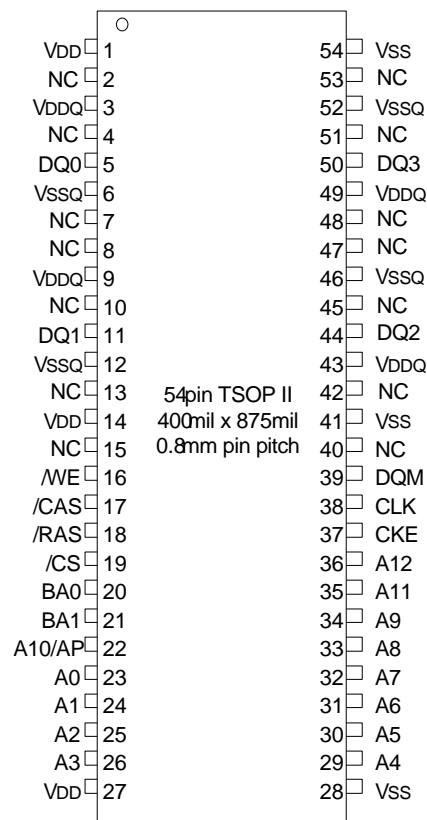 VDD 1 54 VSS
NC 2 53 NC
VDDQ 3 52 VSSQ
NC 4 51 NC
DQ0 5 50 DQ3
VSSQ 6 49 VDDQ
NC 7 48 NC
NC 8 47 NC
VDDQ 9 46 VSSQ
NC 10 45 NC
DQ1 11 44 DQ2
VSSQ 12 43 VDDQ
NC 13 54pin TSOP II 42 NC
VDD 14 400mil x 875mil 41 VSS
NC 15 0.8mm pin pitch 40 NC
/WE 16 39 DQM
/CAS 17 38 CLK
/RAS 18 37 CKE
/CS 19 36 A12
BA0 20 35 A11
BA1 21 34 A9
A10/AP 22 33 A8
A0 23 32 A7
A1 24 31 A6
A2 25 30 A5
A3 26 29 A4
VDD 27 28 VSS